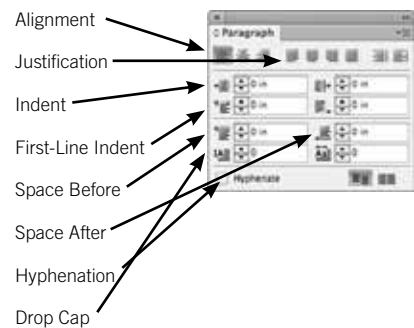 Alignment
Justification
Indent
First-Line Indent
Space Before
Space After
Hyphenation
Drop Cap
Paragraph
0 in 0 in
0 in 0 in
0 in 0 in
0 0
Hyphenate